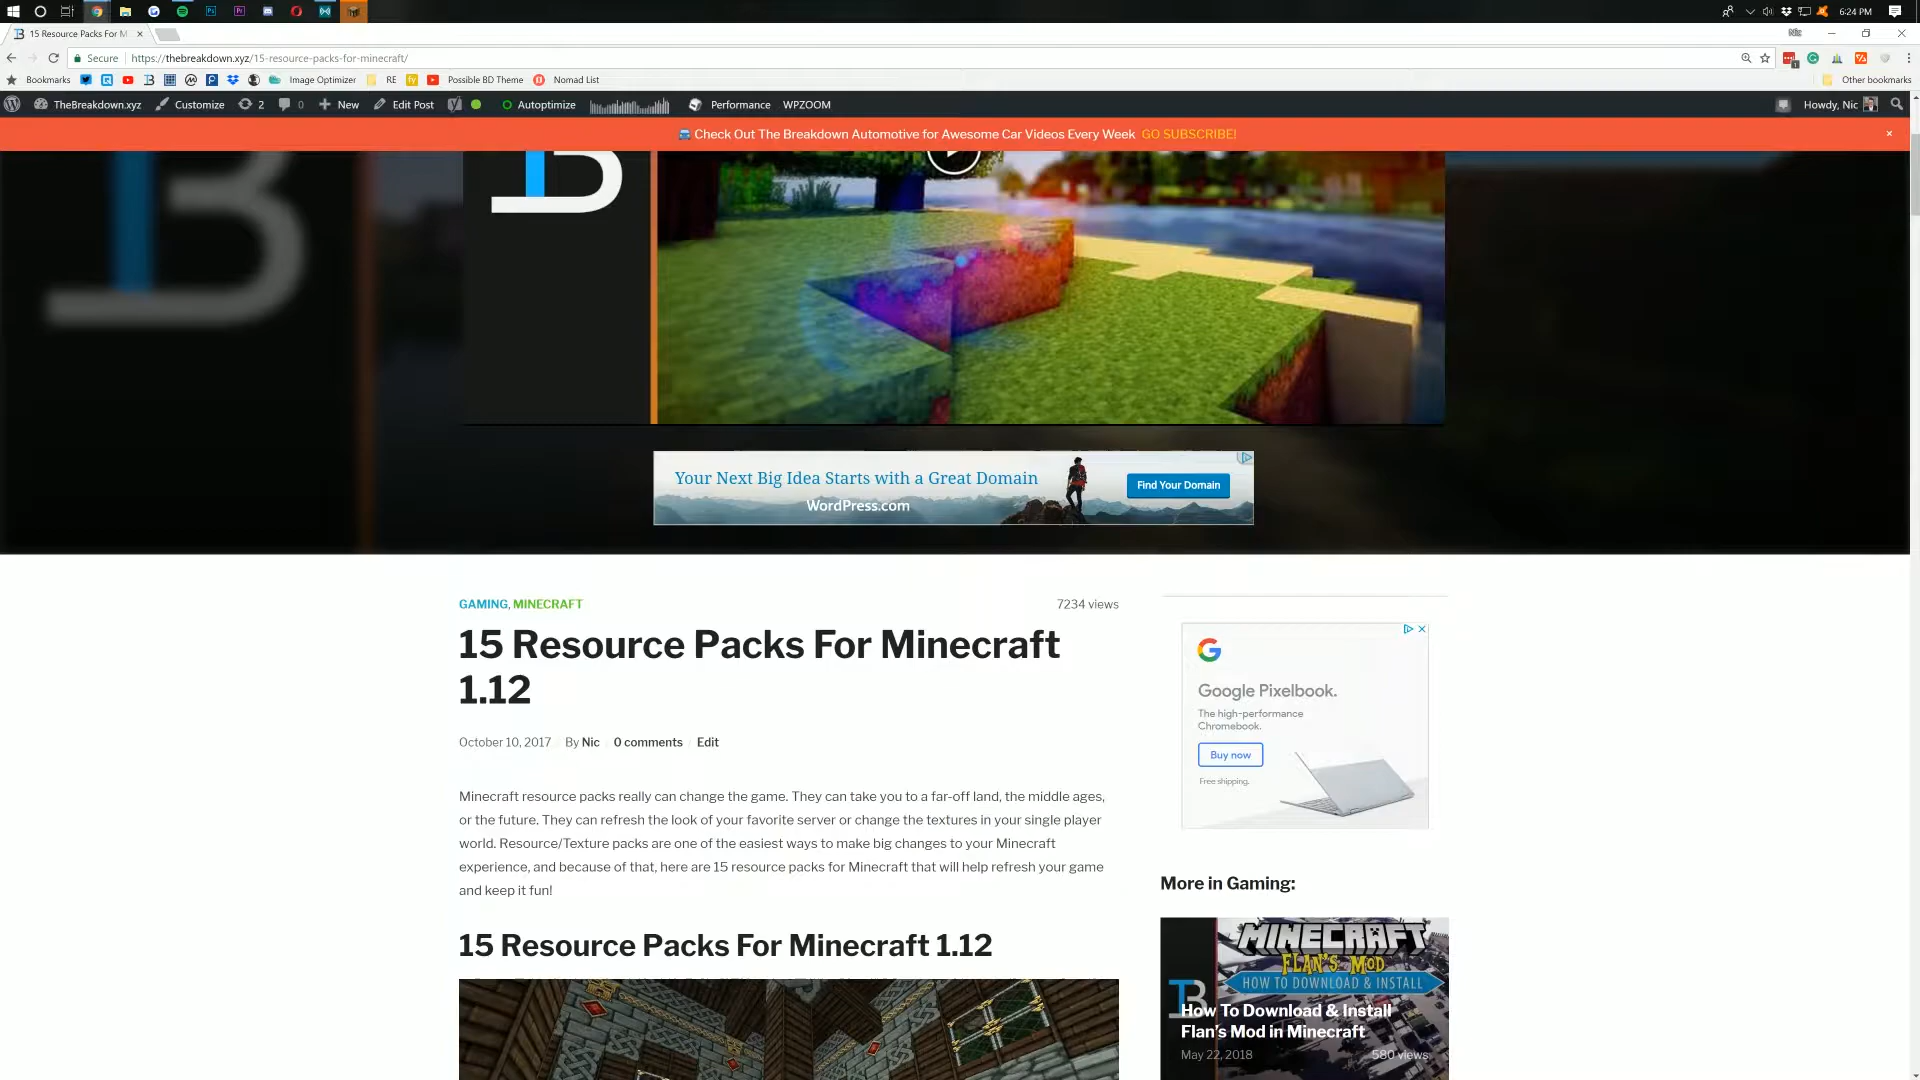 6:24 PM
15 Resource Packs For M
Nic
Secure
https://thebreakdown.xyz/15-resource-packs-for-minecraft/
Bookmarks
Image Optimizer
RE
Possible BD Theme
Nomad List
Other bookmarks
TheBreakdown.xyz
Customize
2
0
New
Edit Post
Autoptimize
Performance
WPZOOM
Howdy, Nic
Check Out The Breakdown Automotive for Awesome Car Videos Every Week GO SUBSCRIBE!
Your Next Big Idea Starts with a Great Domain
WordPress.com
Find Your Domain
GAMING, MINECRAFT
7234 views
15 Resource Packs For Minecraft
1.12
October 10, 2017 By Nic 0 comments Edit
Minecraft resource packs really can change the game. They can take you to a far-off land, the middle ages,
or the future. They can refresh the look of your favorite server or change the textures in your single player
world. Resource/Texture packs are one of the easiest ways to make big changes to your Minecraft
experience, and because of that, here are 15 resource packs for Minecraft that will help refresh your game
and keep it fun!
15 Resource Packs For Minecraft 1.12
Google Pixelbook.
The high-performance
Chromebook.
Buy now
Free shipping.
More in Gaming:
MINECRAFT
FLAN'S MOD
HOW TO DOWNLOAD & INSTALL
How To Download & Install
Flan's Mod in Minecraft
May 22, 2018
580 views